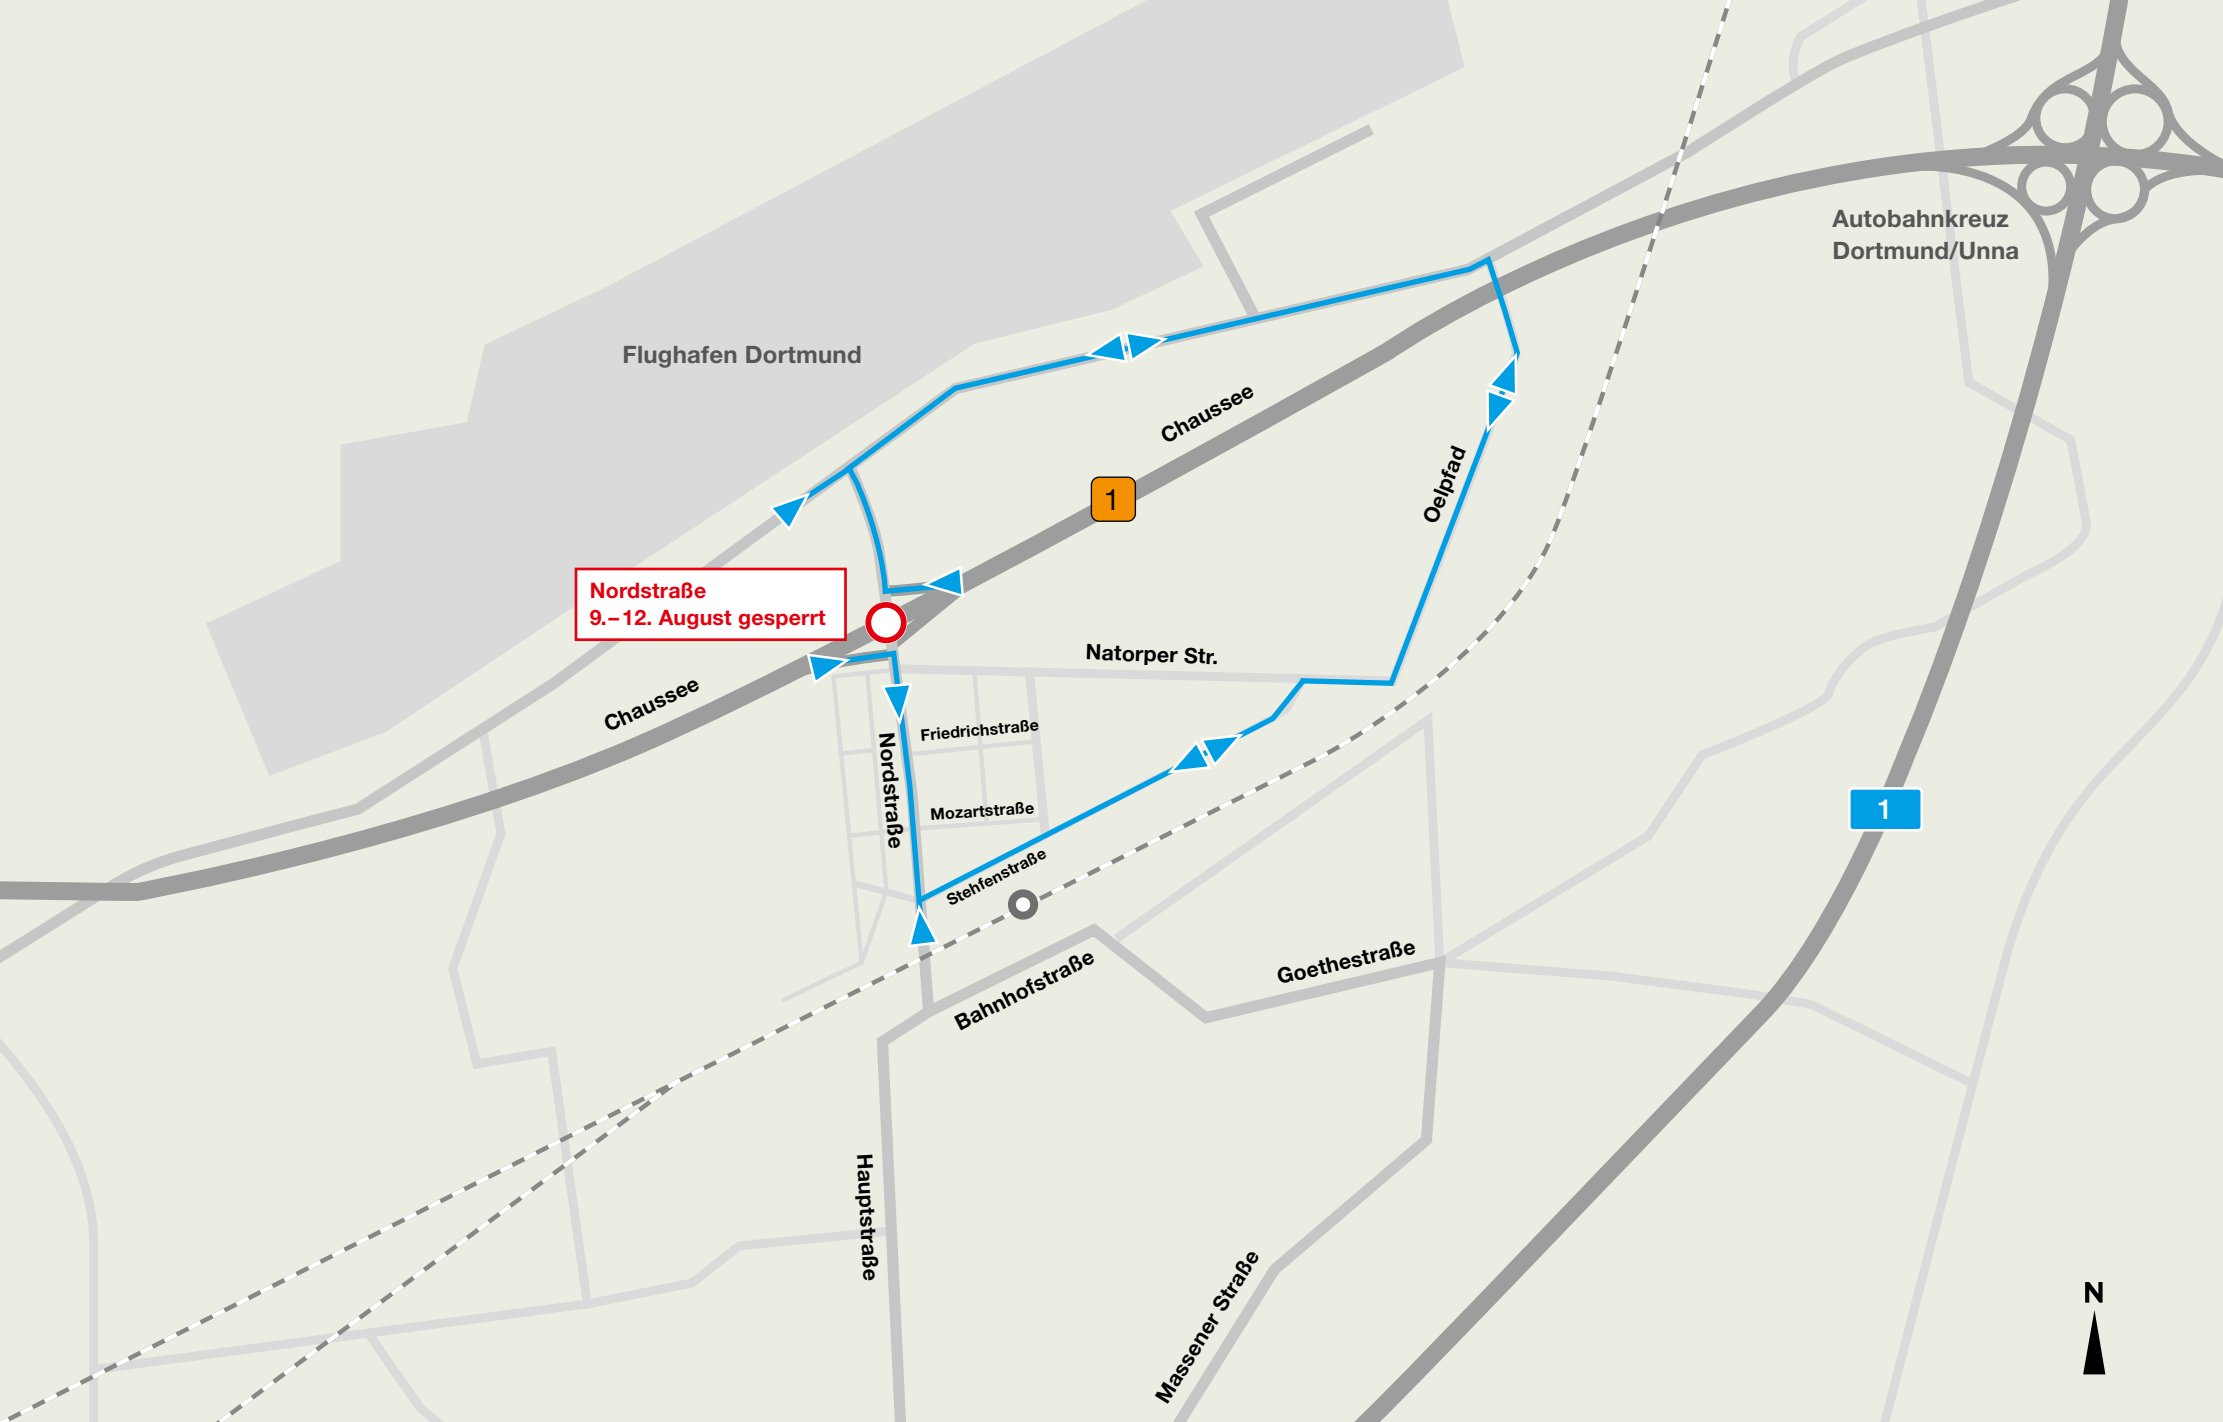 Autobahnkreuz
Dortmund/Unna
Flughafen Dortmund
Chaussee
Oelpfad
1
Nordstraße
9.–12. August gesperrt
Natorper Str.
Chaussee
Friedrichstraße
Nordstraße
Mozartstraße
1
Stehfenstraße
Goethestraße
Bahnhofstraße
Hauptstraße
Massener Straße
N